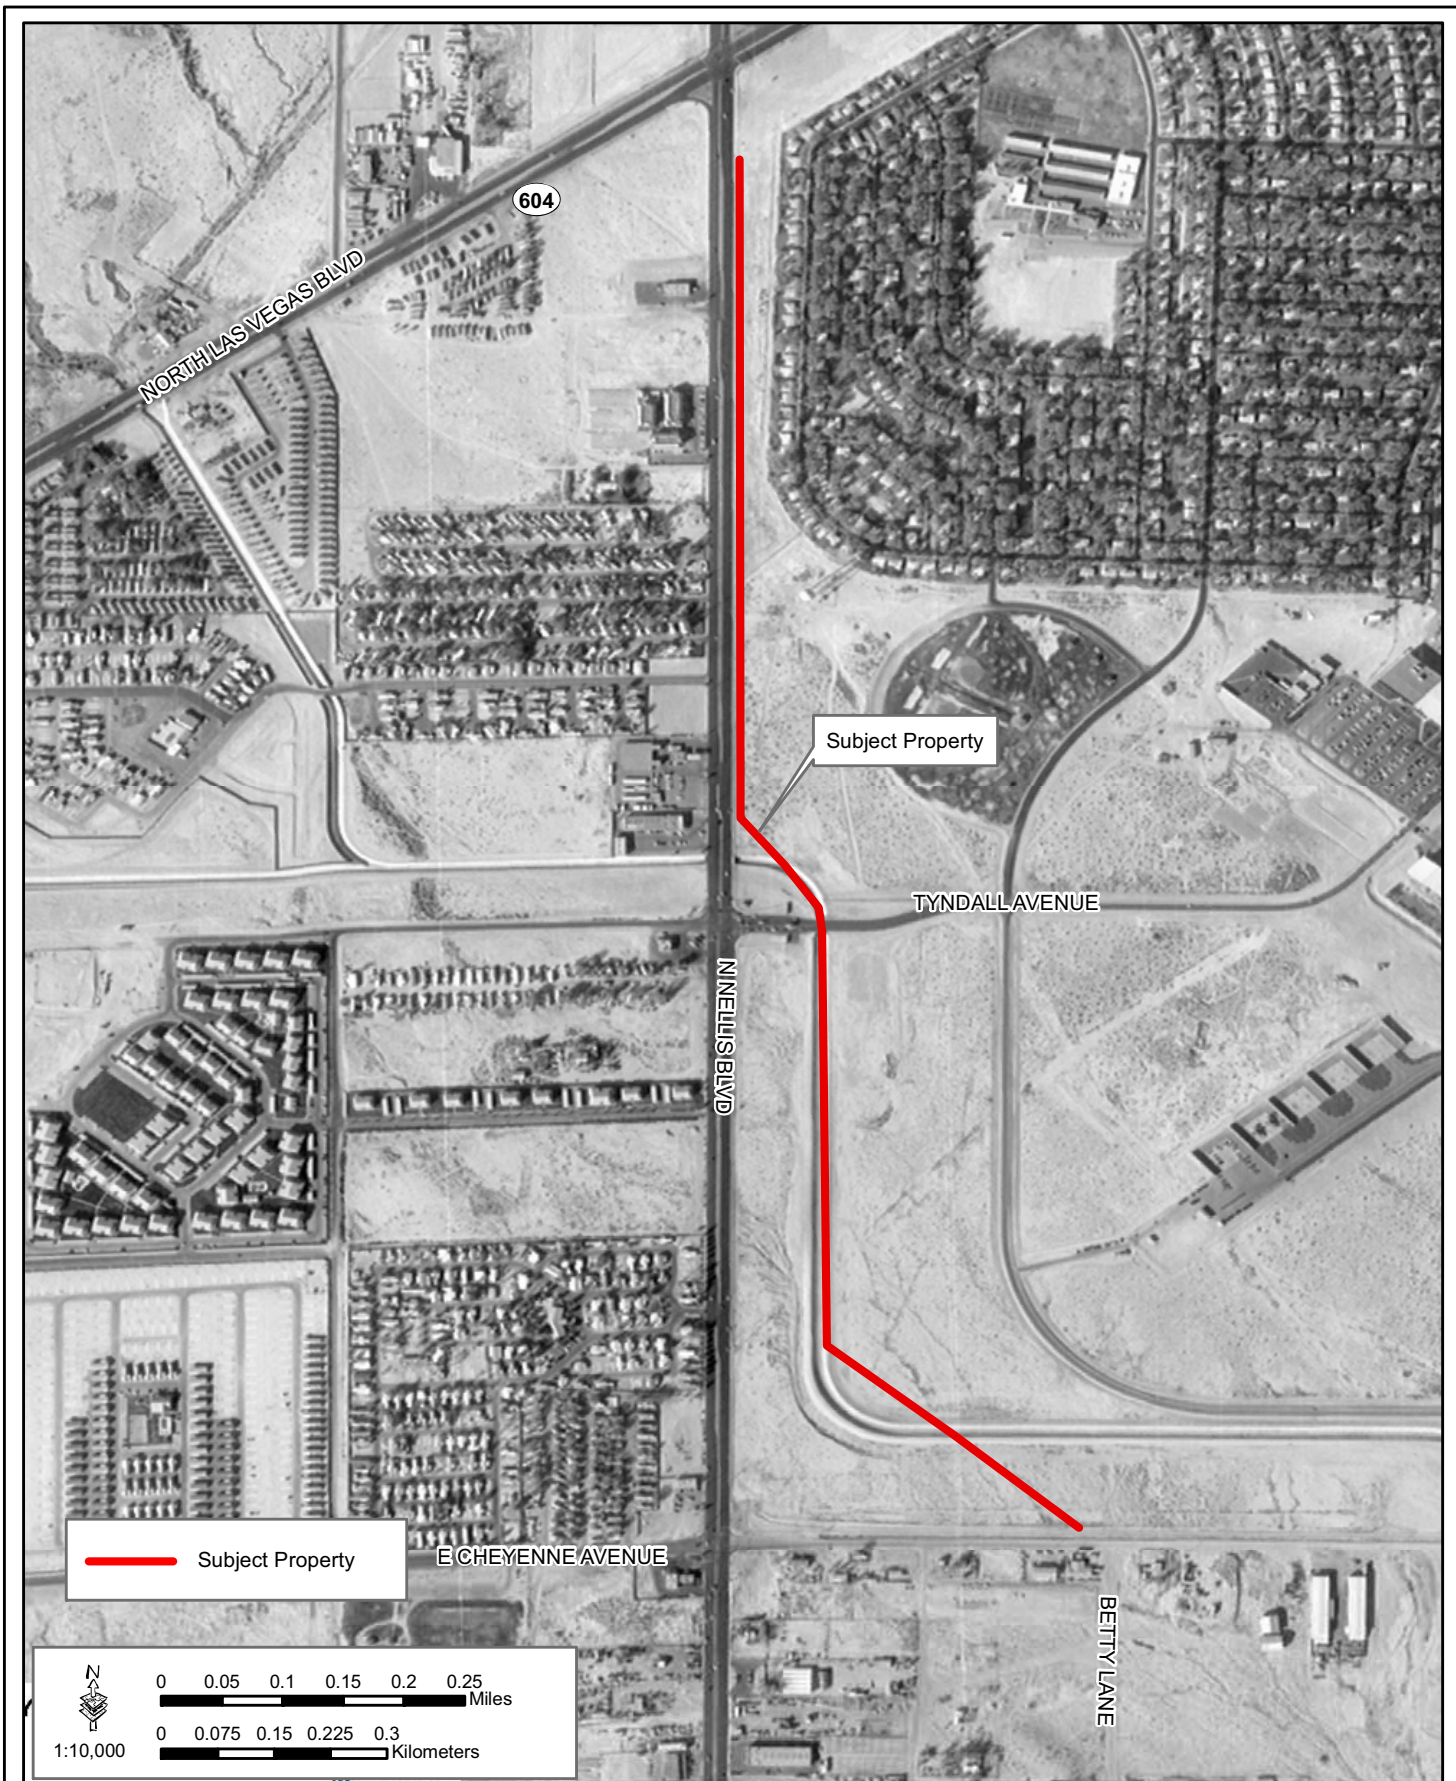 604
NORTH LAS VEGAS BLVD
Subject Property
TYNDALL AVENUE
N NELLIS BLVD
Subject Property
E CHEYENNE AVENUE
BETTY LANE
N
0 0.05 0.1 0.15 0.2 0.25
Miles
0 0.075 0.15 0.225 0.3
Kilometers
1:10,000